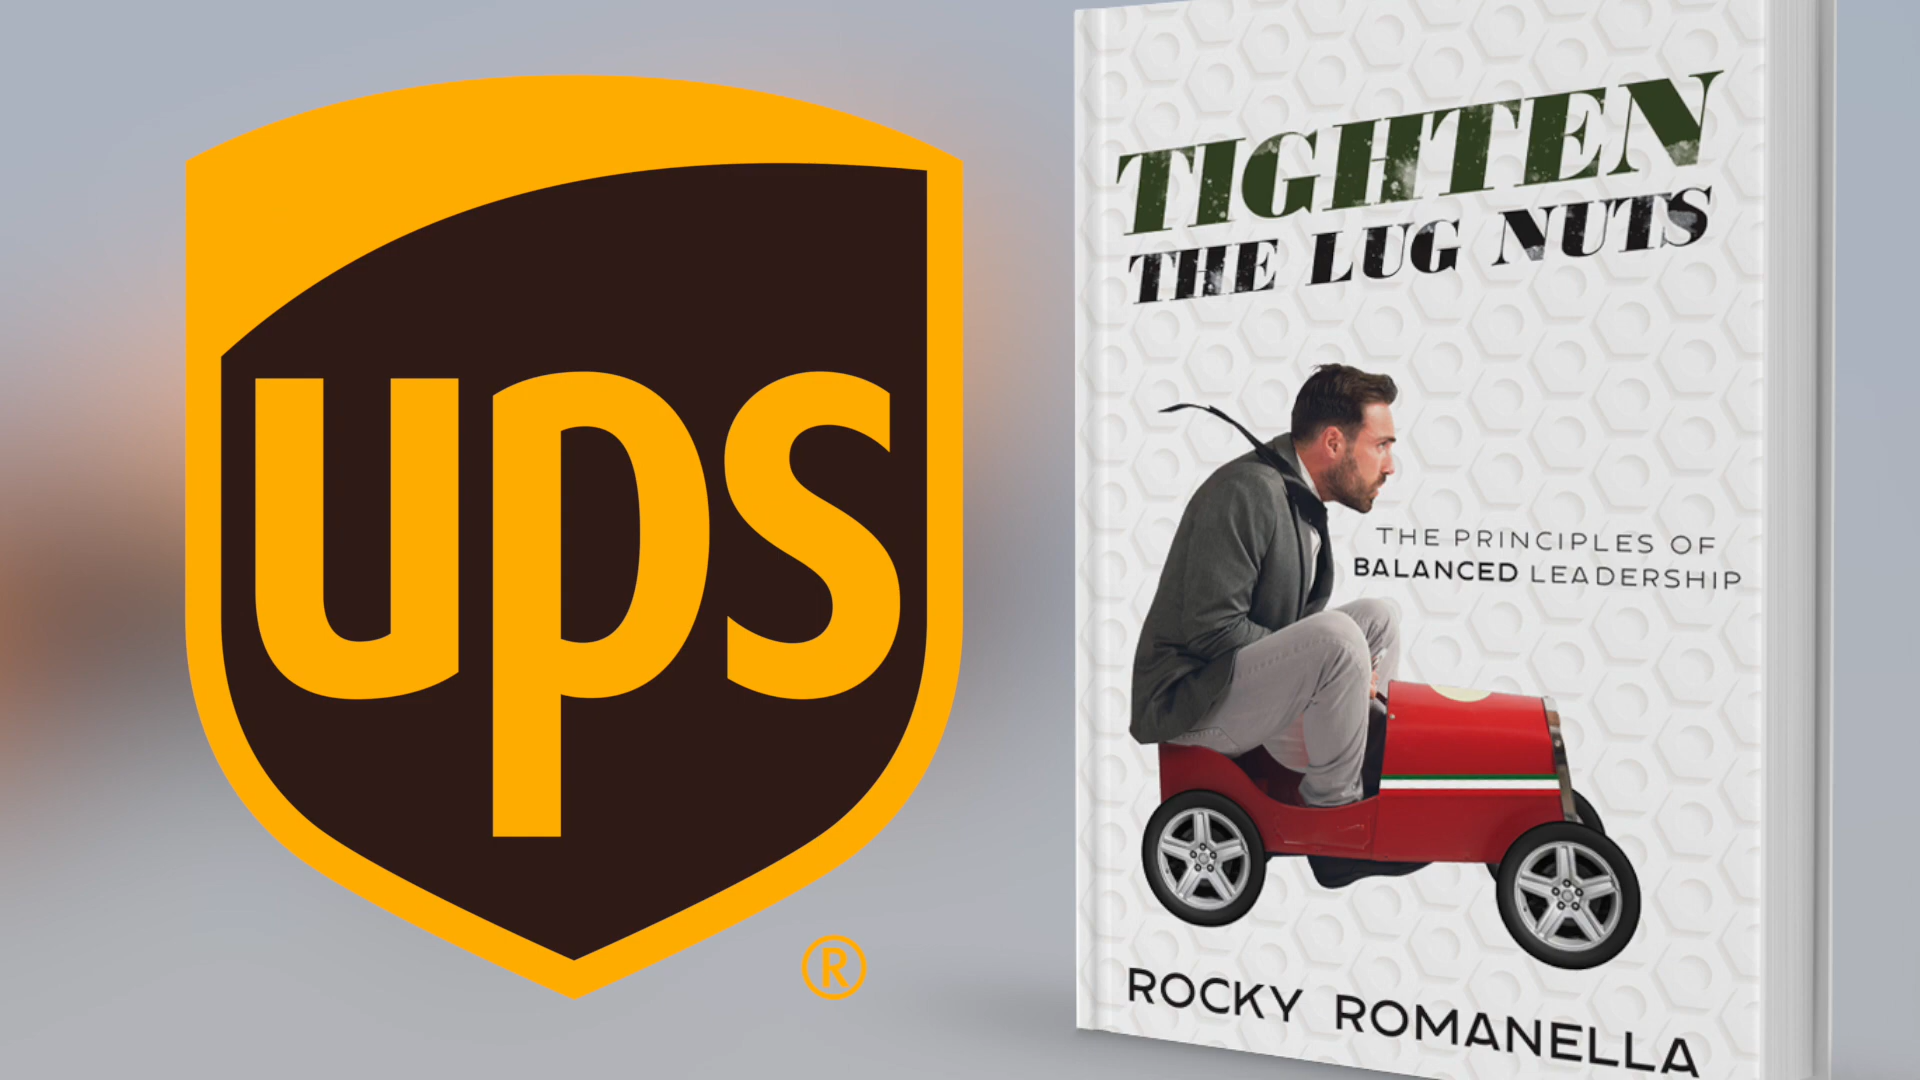 ups
®
TIGHTEN
THE LUG NUTS
THE PRINCIPLES OF
BALANCED LEADERSHIP
ROCKY ROMANELLA